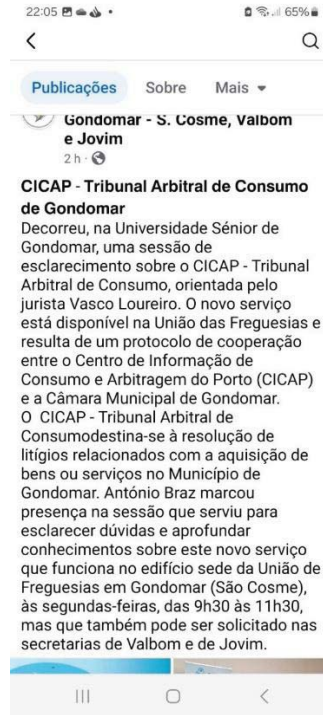 22:05
65%
Publicações Sobre Mais
Gondomar - S. Cosme, Valbom
e Jovim
2 h ·
CICAP - Tribunal Arbitral de Consumo
de Gondomar
Decorreu, na Universidade Sénior de
Gondomar, uma sessão de
esclarecimento sobre o CICAP - Tribunal
Arbitral de Consumo, orientada pelo
jurista Vasco Loureiro. O novo serviço
está disponível na União das Freguesias e
resulta de um protocolo de cooperação
entre o Centro de Informação de
Consumo e Arbitragem do Porto (CICAP)
e a Câmara Municipal de Gondomar.
O CICAP - Tribunal Arbitral de
Consumodestina-se à resolução de
litígios relacionados com a aquisição de
bens ou serviços no Município de
Gondomar. António Braz marcou
presença na sessão que serviu para
esclarecer dúvidas e aprofundar
conhecimentos sobre este novo serviço
que funciona no edifício sede da União de
Freguesias em Gondomar (São Cosme),
às segundas-feiras, das 9h30 às 11h30,
mas que também pode ser solicitado nas
secretarias de Valbom e de Jovim.